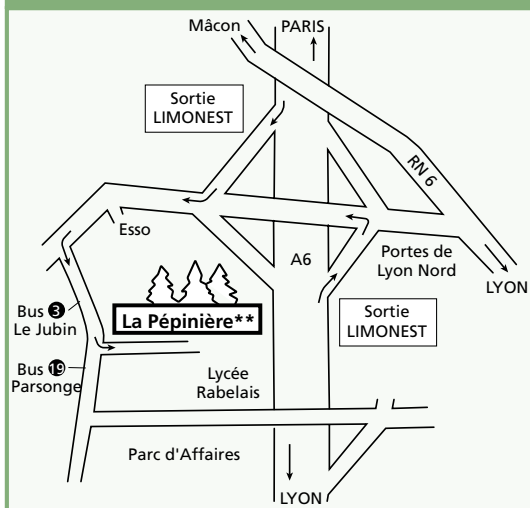 Mâcon
PARIS
Sortie
LIMONEST
RN 6
Esso
A6
Portes de
Lyon Nord
LYON
Bus 3
Le Jubin
La Pépinière**
Sortie
LIMONEST
Bus 19
Parsonge
Lycée
Rabelais
Parc d'Affaires
LYON